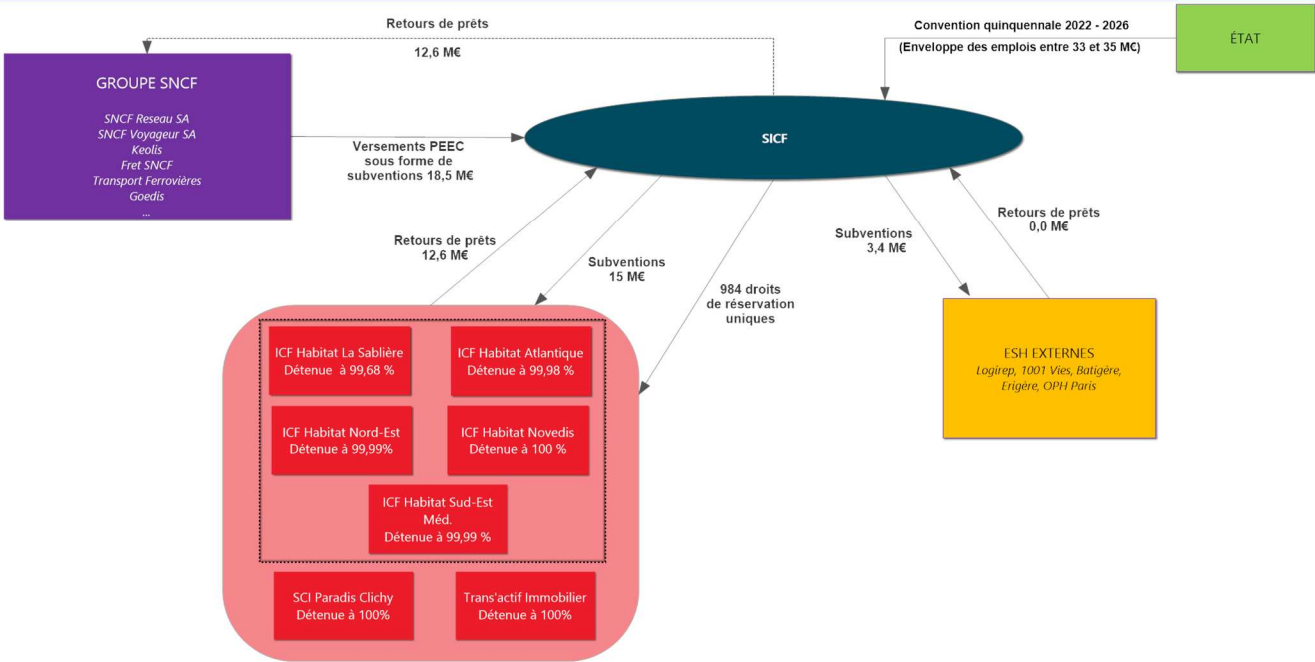 Retours de prêts
12,6 M€
Convention quinquennale 2022 - 2026
(Enveloppe des emplois entre 33 et 35 M€)
ÉTAT
GROUPE SNCF
SNCF Reseau SA
SNCF Voyageur SA
Keolis
Fret SNCF
Transport Ferrovières
Goedis
...
Versements PEEC
sous forme de
subventions 18,5 M€
SICF
Retours de prêts
12,6 M€
Subventions
15 M€
984 droits
de réservation
uniques
Subventions
3,4 M€
Retours de prêts
0,0 M€
ICF Habitat La Sablière
Détenue à 99,68 %
ICF Habitat Atlantique
Détenue à 99,98 %
ICF Habitat Nord-Est
Détenue à 99,99%
ICF Habitat Novedis
Détenue à 100 %
ICF Habitat Sud-Est
Méd.
Détenue à 99,99 %
SCI Paradis Clichy
Détenue à 100%
Trans'actif Immobilier
Détenue à 100%
ESH EXTERNES
Logirep, 1001 Vies, Batigère,
Erigère, OPH Paris